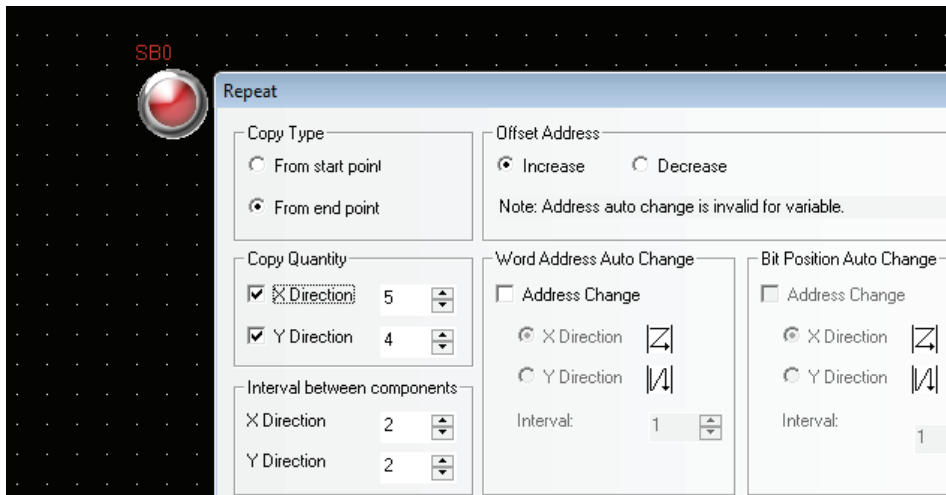 SB0
Repeat
Copy Type
From start point
From end point
Offset Address
Increase Decrease
Note: Address auto change is invalid for variable.
Copy Quantity
X Direction 5
Y Direction 4
Interval between components
X Direction 2
Y Direction 2
Word Address Auto Change
Address Change
X Direction
Y Direction
Interval: 1
Bit Position Auto Change
Address Change
X Direction
Y Direction
Interval: 1